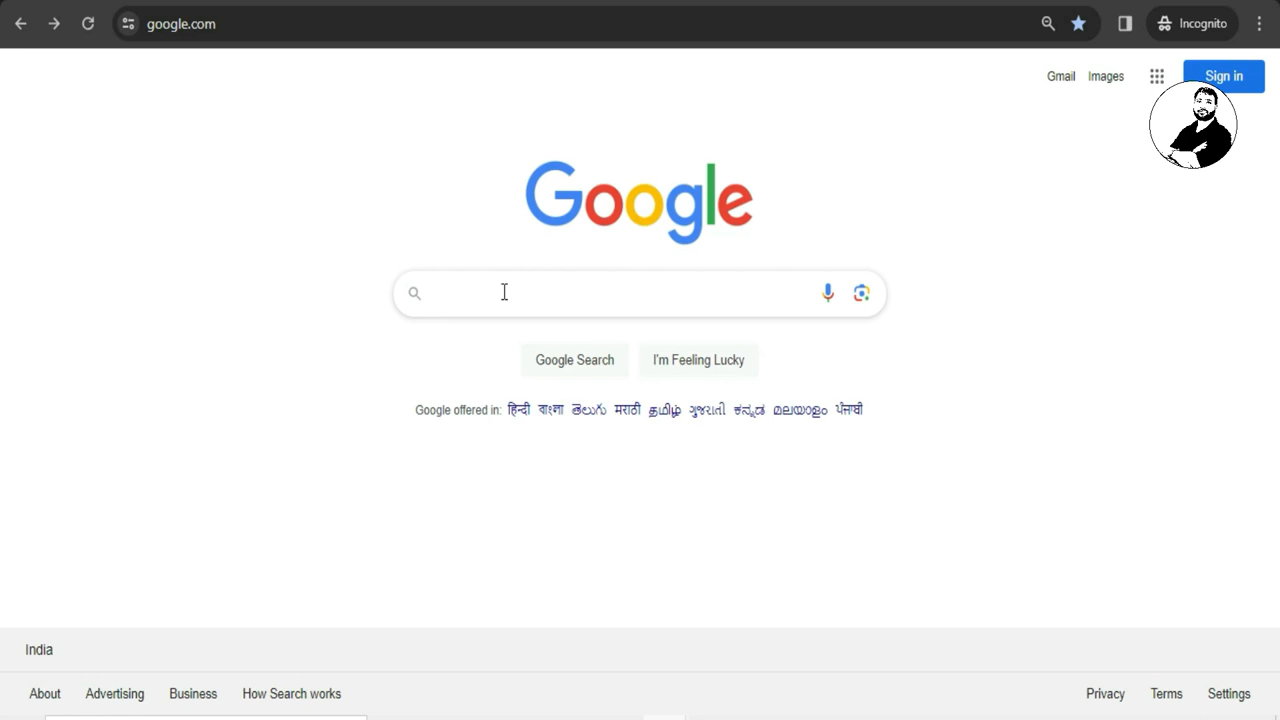 google.com
Incognito
Gmail Images
Sign in
Google
Google Search I'm Feeling Lucky
Google offered in: हिन्दी বাংলা తెలుగు मराठी தமிழ் ગુજરાતી ಕನ್ನಡ മലയാളം ਪੰਜਾਬੀ
India
About Advertising Business How Search works Privacy Terms Settings